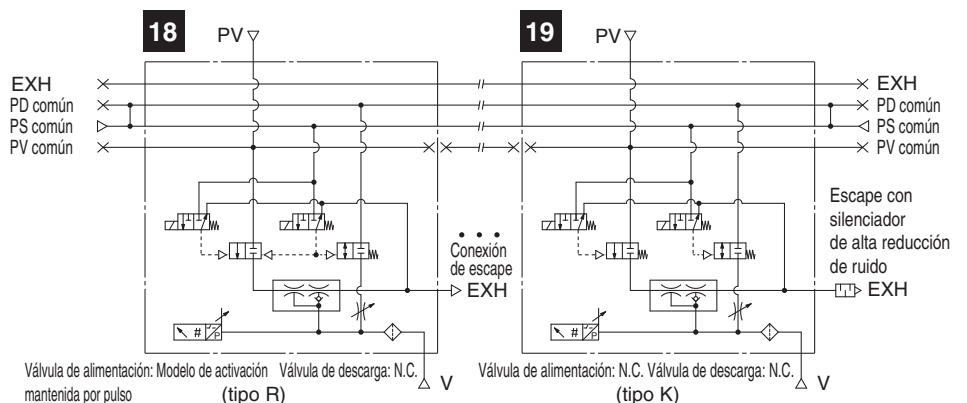 18
PV
19
PV
EXH
PD común
PS común
PV común
EXH
PD común
PS común
PV común
Conexión
de escape
EXH
Escape con
silenciador
de alta reducción
de ruido
EXH
#
P
#
P
Válvula de alimentación: Modelo de activación
mantenida por pulso
Válvula de descarga: N.C.
(tipo R)
V
Válvula de alimentación: N.C. Válvula de descarga: N.C.
(tipo K)
V